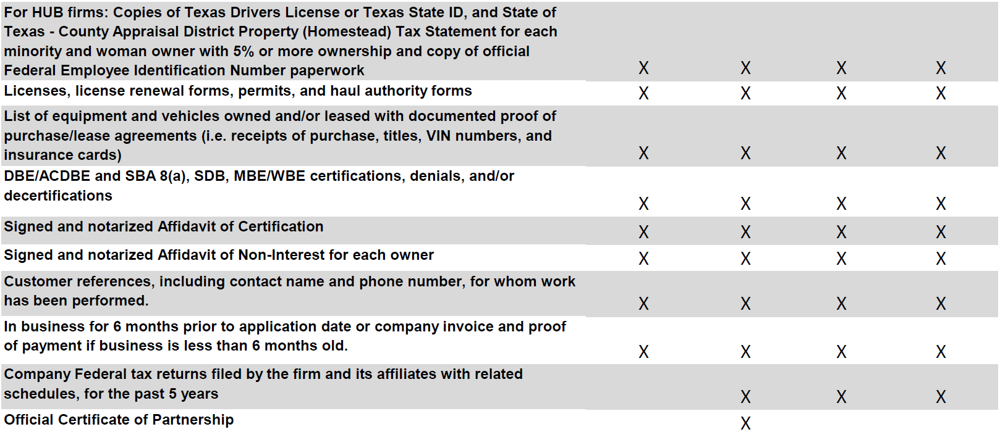 For HUB firms: Copies of Texas Drivers License or Texas State ID, and State of
Texas - County Appraisal District Property (Homestead) Tax Statement for each
minority and woman owner with 5% or more ownership and copy of official
Federal Employee Identification Number paperwork X X X X
Licenses, license renewal forms, permits, and haul authority forms X X X X
List of equipment and vehicles owned and/or leased with documented proof of
purchase/lease agreements (i.e. receipts of purchase, titles, VIN numbers, and
insurance cards) X X X X
DBE/ACDBE and SBA 8(a), SDB, MBE/WBE certifications, denials, and/or
decertifications X X X X
Signed and notarized Affidavit of Certification X X X X
Signed and notarized Affidavit of Non-Interest for each owner X X X X
Customer references, including contact name and phone number, for whom work
has been performed. X X X X
In business for 6 months prior to application date or company invoice and proof
of payment if business is less than 6 months old. X X X X
Company Federal tax returns filed by the firm and its affiliates with related
schedules, for the past 5 years X X X
Official Certificate of Partnership X